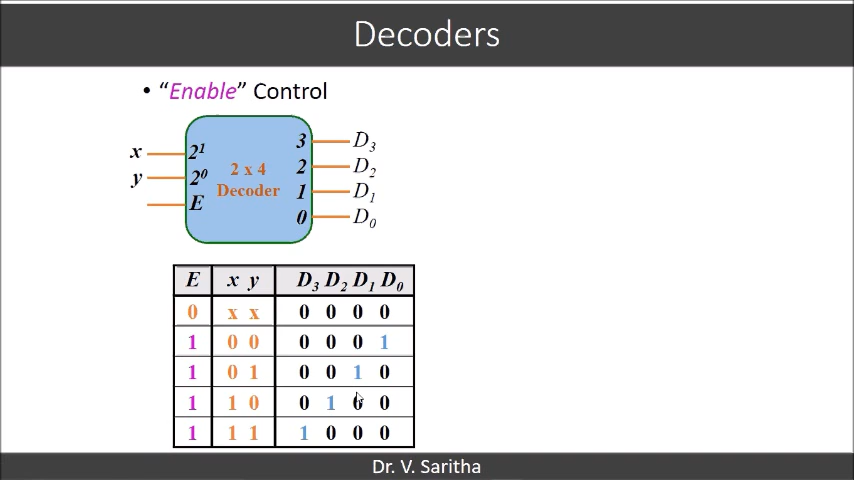 Decoders
• “Enable” Control
x 2¹ 2 x 4 3 D₃
y 2⁰ Decoder 2 D₂
E 1 D₁
0 D₀
E x y D₃ D₂ D₁ D₀
0 x x 0 0 0 0
1 0 0 0 0 0 1
1 0 1 0 0 1 0
1 1 0 0 1 0 0
1 1 1 1 0 0 0
Dr. V. Saritha